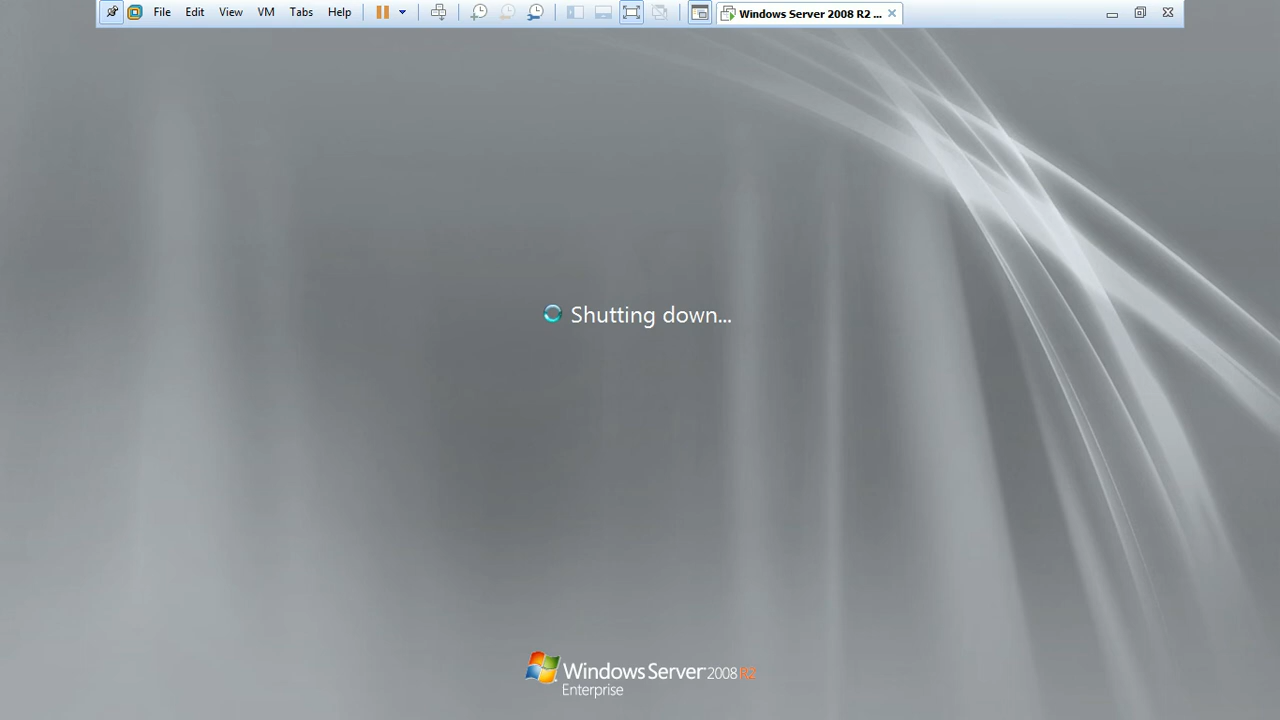 File Edit View VM Tabs Help Windows Server 2008 R2 ...
Shutting down...
Windows Server 2008 R2
Enterprise